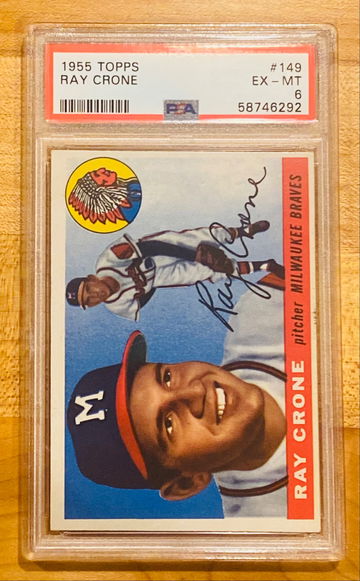 1955 TOPPS #149
RAY CRONE EX-MT
6
PSA 58746292
Ray Crone
M
RAY CRONE
pitcher MILWAUKEE BRAVES